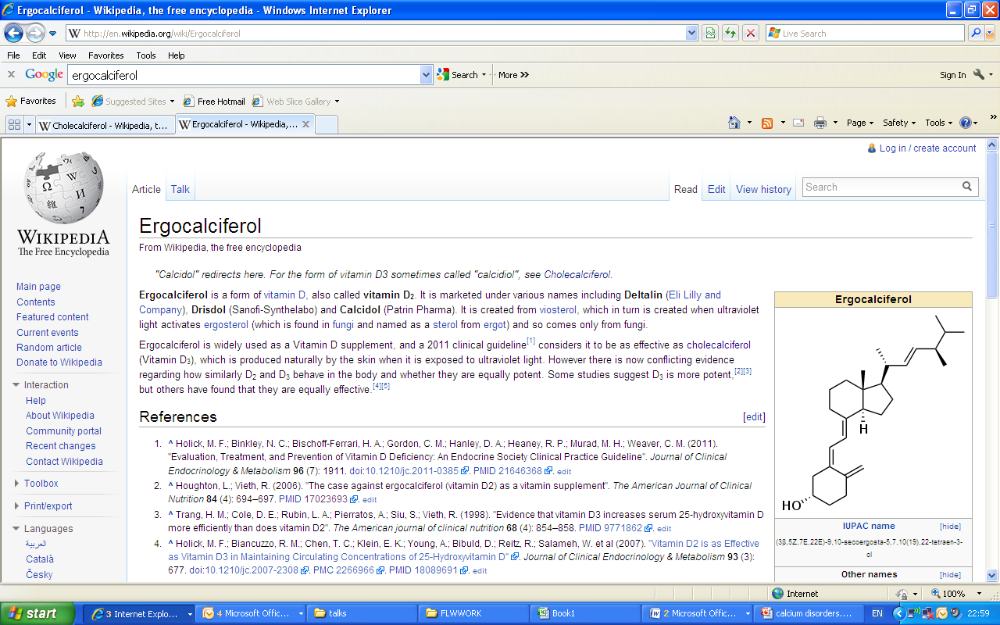 Ergocalciferol - Wikipedia, the free encyclopedia - Windows Internet Explorer
http://en.wikipedia.org/wiki/Ergocalciferol
Live Search
File Edit View Favorites Tools Help
x Google ergocalciferol Search More >> Sign In
Favorites Suggested Sites Free Hotmail Web Slice Gallery
Cholecalciferol - Wikipedia, t... Ergocalciferol - Wikipedia,... Page Safety Tools
Log in / create account
Article Talk Read Edit View history Search
WIKIPEDIA
The Free Encyclopedia
Main page
Contents
Featured content
Current events
Random article
Donate to Wikipedia
Interaction
Help
About Wikipedia
Community portal
Recent changes
Contact Wikipedia
Toolbox
Print/export
Languages
العربية
Català
Česky
Ergocalciferol
From Wikipedia, the free encyclopedia
"Calcidol" redirects here. For the form of vitamin D3 sometimes called "calcidiol", see Cholecalciferol.
Ergocalciferol is a form of vitamin D, also called vitamin D2. It is marketed under various names including Deltalin (Eli Lilly and
Company), Drisdol (Sanofi-Synthelabo) and Calcidol (Patrin Pharma). It is created from viosterol, which in turn is created when ultraviolet
light activates ergosterol (which is found in fungi and named as a sterol from ergot) and so comes only from fungi.
Ergocalciferol is widely used as a Vitamin D supplement, and a 2011 clinical guideline[1] considers it to be as effective as cholecalciferol
(Vitamin D3), which is produced naturally by the skin when it is exposed to ultraviolet light. However there is now conflicting evidence
regarding how similarly D2 and D3 behave in the body and whether they are equally potent. Some studies suggest D3 is more potent,[2][3]
but others have found that they are equally effective.[4][5]
References [edit]
1. ^ Holick, M. F.; Binkley, N. C.; Bischoff-Ferrari, H. A.; Gordon, C. M.; Hanley, D. A.; Heaney, R. P.; Murad, M. H.; Weaver, C. M. (2011).
"Evaluation, Treatment, and Prevention of Vitamin D Deficiency: An Endocrine Society Clinical Practice Guideline". Journal of Clinical
Endocrinology & Metabolism 96 (7): 1911. doi:10.1210/jc.2011-0385. PMID 21646368. edit
2. ^ Houghton, L.; Vieth, R. (2006). "The case against ergocalciferol (vitamin D2) as a vitamin supplement". The American Journal of Clinical
Nutrition 84 (4): 694–697. PMID 17023693. edit
3. ^ Trang, H. M.; Cole, D. E.; Rubin, L. A.; Pierratos, A.; Siu, S.; Vieth, R. (1998). "Evidence that vitamin D3 increases serum 25-hydroxyvitamin D
more efficiently than does vitamin D2". The American journal of clinical nutrition 68 (4): 854–858. PMID 9771862. edit
4. ^ Holick, M. F.; Biancuzzo, R. M.; Chen, T. C.; Klein, E. K.; Young, A.; Bibuld, D.; Reitz, R.; Salameh, W. et al (2007). "Vitamin D2 is as Effective
as Vitamin D3 in Maintaining Circulating Concentrations of 25-Hydroxyvitamin D". Journal of Clinical Endocrinology & Metabolism 93 (3):
677. doi:10.1210/jc.2007-2308. PMC 2266966. PMID 18089691. edit
Ergocalciferol
H
HO
IUPAC name [hide]
(3β,5Z,7E,22E)-9,10-secoergosta-5,7,10(19),22-tetraen-3-
ol
Other names [hide]
Internet 100%
start 3 Internet Explo... 4 Microsoft Offic... talks FLWWORK Book1 2 Microsoft Offic... calcium disorders.... EN 22:59